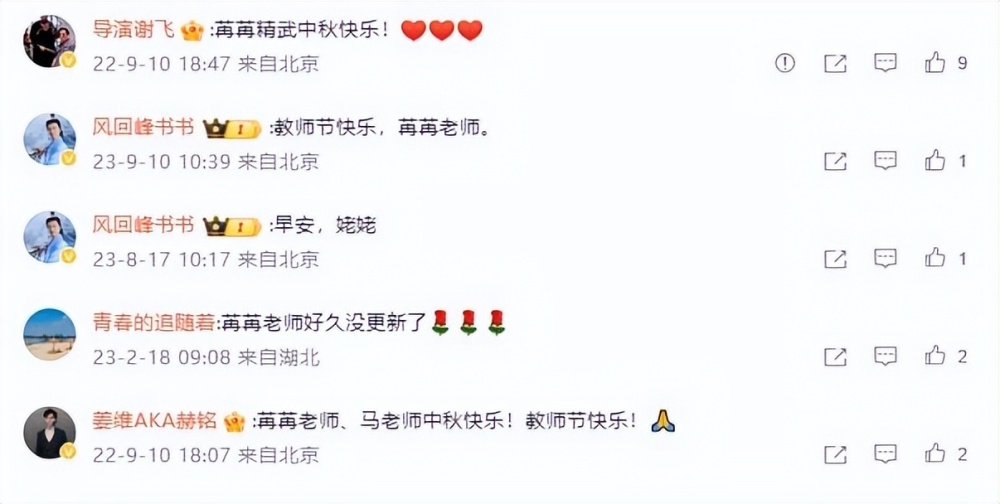 导演谢飞:苒苒精武中秋快乐！
22-9-10 18:47 来自北京
9
风回峰书书 1 :教师节快乐，苒苒老师。
23-9-10 10:39 来自北京
1
风回峰书书 1 :早安，姥姥
23-8-17 10:17 来自北京
1
青春的追随着:苒苒老师好久没更新了
23-2-18 09:08 来自湖北
2
姜维AKA赫铭 :苒苒老师、马老师中秋快乐！教师节快乐！
22-9-10 18:07 来自北京
2